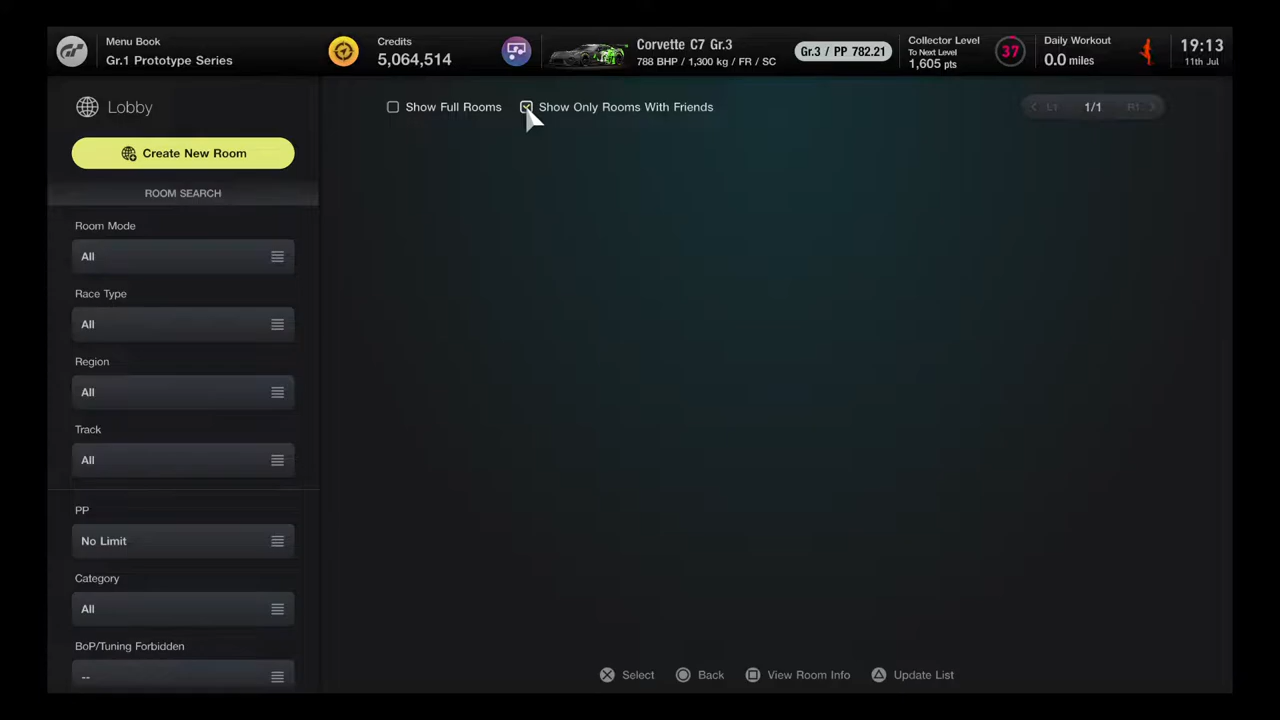 Menu Book
Gr.1 Prototype Series
Credits
5,064,514
Corvette C7 Gr.3
788 BHP / 1,300 kg / FR / SC
Gr.3 / PP 782.21
Collector Level
To Next Level
1,605 pts
37
Daily Workout
0.0 miles
19:13
11th Jul
Lobby
Show Full Rooms
Show Only Rooms With Friends
L1
1/1
R1
Create New Room
ROOM SEARCH
Room Mode
All
Race Type
All
Region
All
Track
All
PP
No Limit
Category
All
BoP/Tuning Forbidden
--
Select
Back
View Room Info
Update List